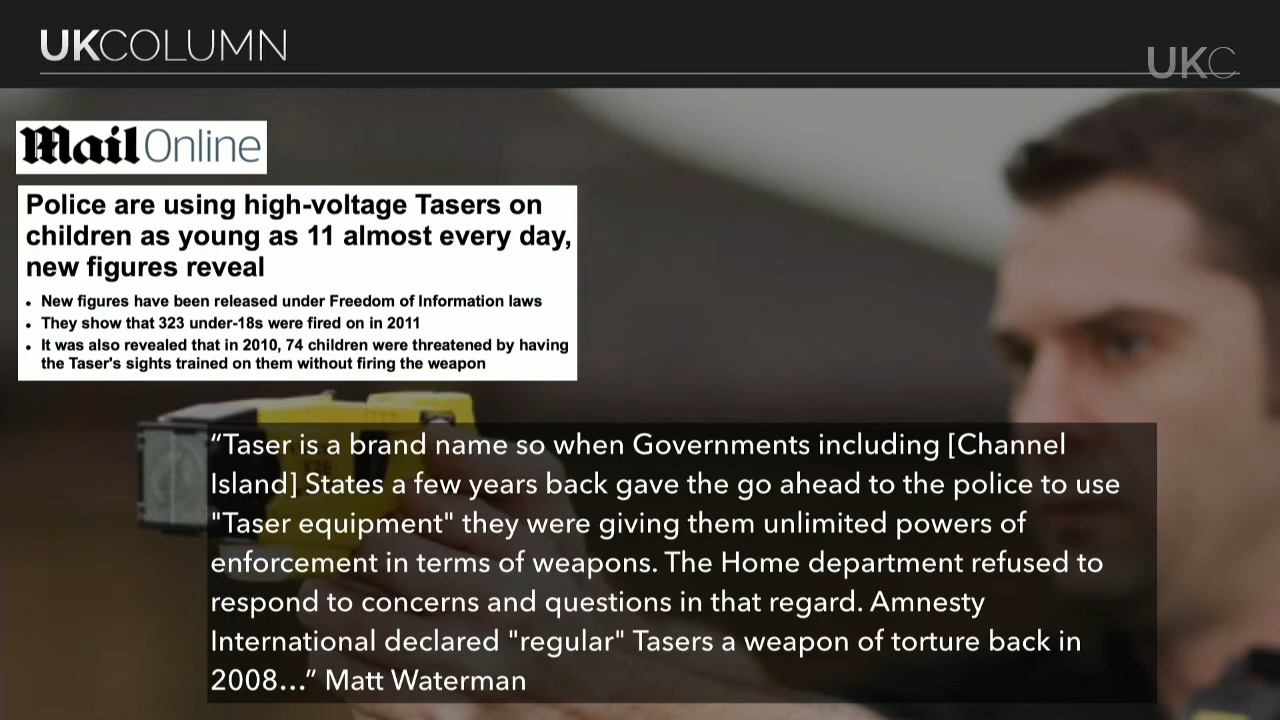 UKCOLUMN
UKC
Mail Online
Police are using high-voltage Tasers on
children as young as 11 almost every day,
new figures reveal
• New figures have been released under Freedom of Information laws
• They show that 323 under-18s were fired on in 2011
• It was also revealed that in 2010, 74 children were threatened by having
the Taser's sights trained on them without firing the weapon
“Taser is a brand name so when Governments including [Channel
Island] States a few years back gave the go ahead to the police to use
"Taser equipment" they were giving them unlimited powers of
enforcement in terms of weapons. The Home department refused to
respond to concerns and questions in that regard. Amnesty
International declared "regular" Tasers a weapon of torture back in
2008...” Matt Waterman